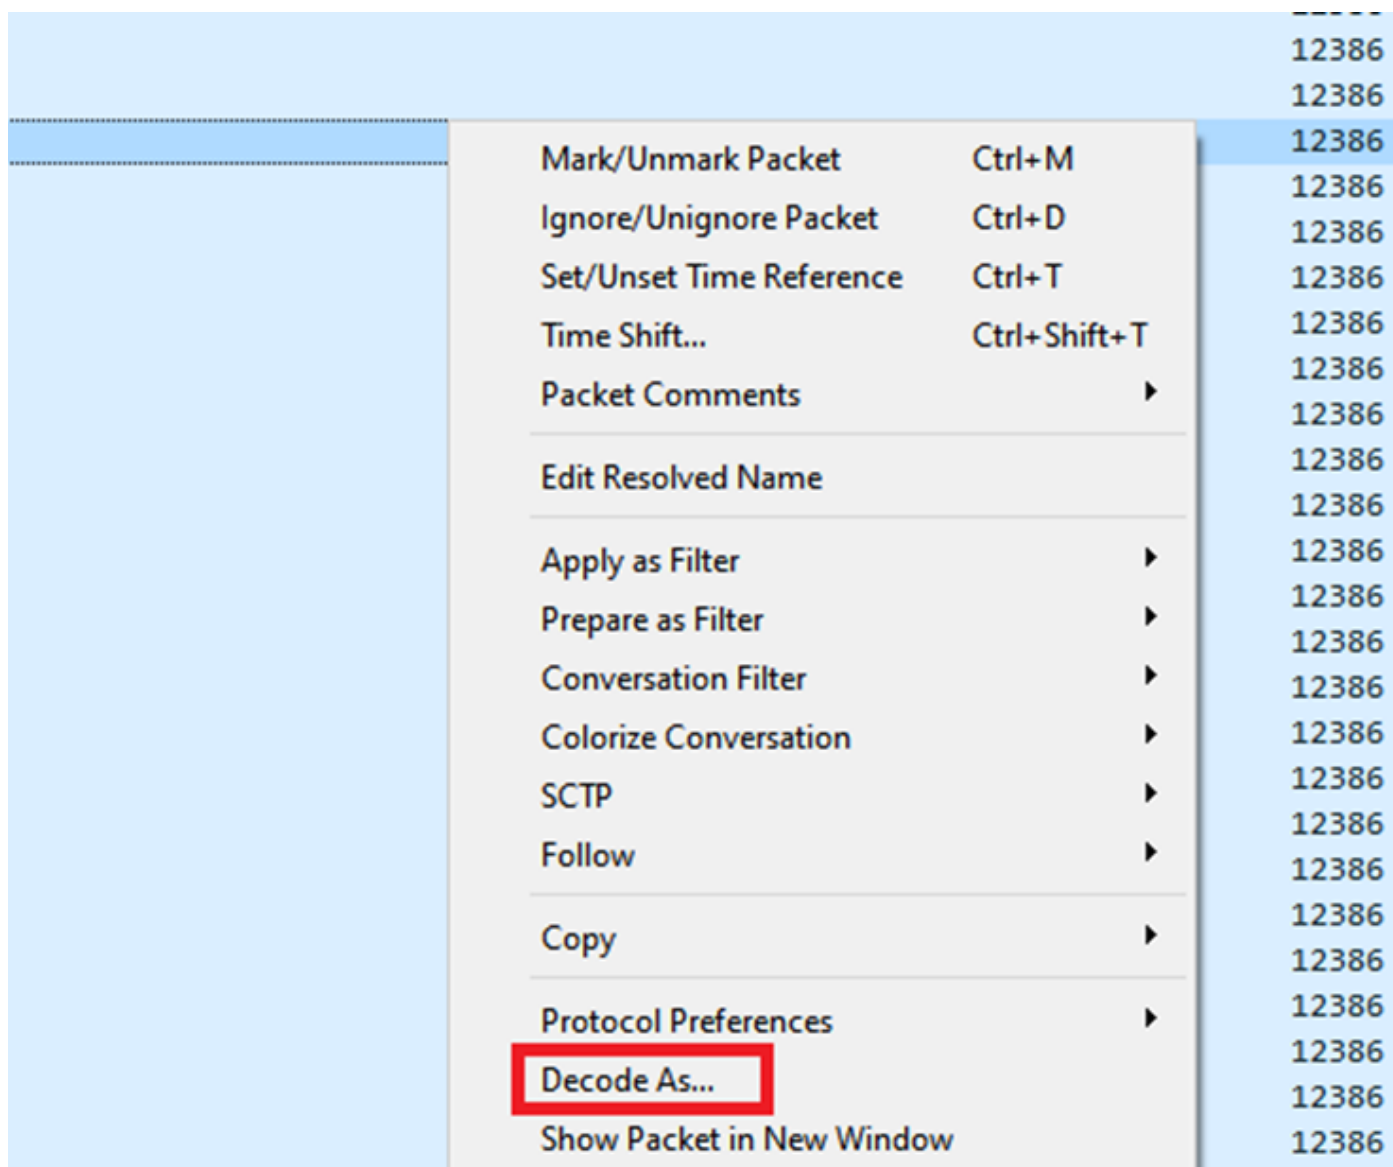 12386
12386
12386
Mark/Unmark Packet Ctrl+M
12386
Ignore/Unignore Packet Ctrl+D
12386
Set/Unset Time Reference Ctrl+T
12386
Time Shift... Ctrl+Shift+T
12386
12386
Packet Comments
12386
12386
Edit Resolved Name
12386
12386
Apply as Filter
12386
Prepare as Filter
12386
12386
Conversation Filter
12386
Colorize Conversation
12386
SCTP
12386
12386
Follow
12386
12386
Copy
12386
Protocol Preferences
12386
12386
Decode As...
12386
Show Packet in New Window
12386